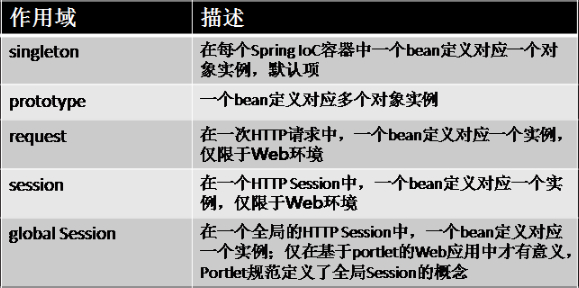 作用域 描述
singleton 在每个Spring IoC容器中一个bean定义对应一个对
象实例，默认项
prototype 一个bean定义对应多个对象实例
request 在一次HTTP请求中，一个bean定义对应一个实例，
仅限于Web环境
session 在一个HTTP Session中，一个bean定义对应一个实
例，仅限于Web环境
global Session 在一个全局的HTTP Session中，一个bean定义对应
一个实例；仅在基于portlet的Web应用中才有意义，
Portlet规范定义了全局Session的概念